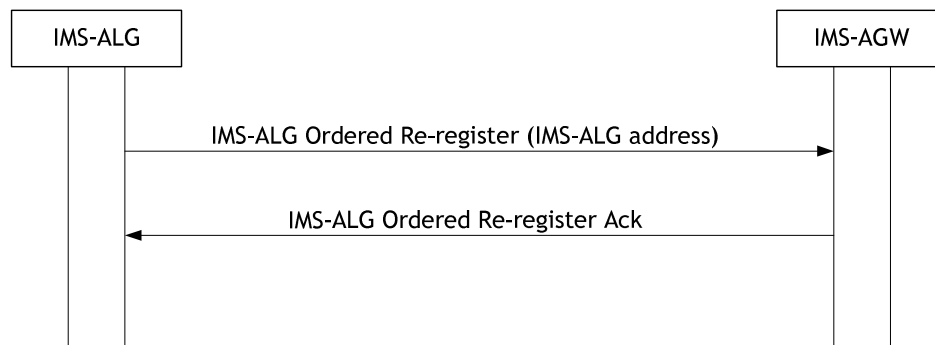 IMS-ALG
IMS-AGW
IMS-ALG Ordered Re-register (IMS-ALG address)
IMS-ALG Ordered Re-register Ack